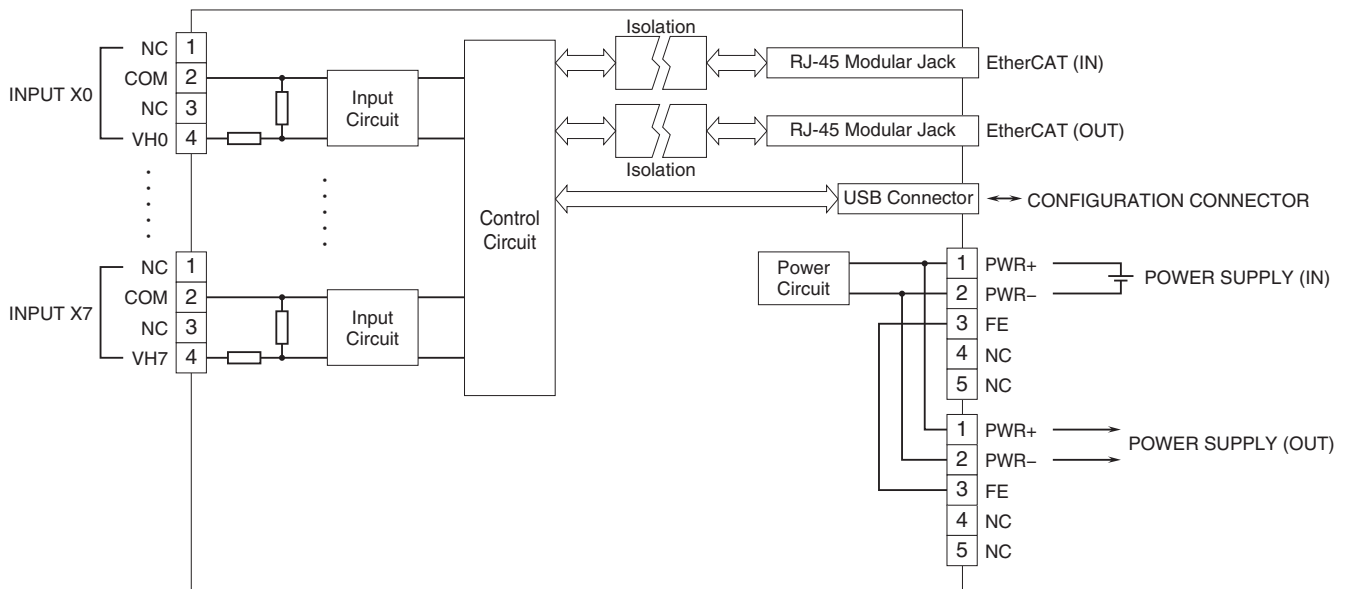 Isolation
RJ-45 Modular Jack
EtherCAT (IN)
RJ-45 Modular Jack
EtherCAT (OUT)
Isolation
USB Connector
CONFIGURATION CONNECTOR
INPUT X0
NC 1
COM 2
NC 3
VH0 4
Input
Circuit
INPUT X7
NC 1
COM 2
NC 3
VH7 4
Input
Circuit
Control
Circuit
Power
Circuit
1 PWR+
2 PWR−
3 FE
4 NC
5 NC
POWER SUPPLY (IN)
1 PWR+
2 PWR−
3 FE
4 NC
5 NC
POWER SUPPLY (OUT)